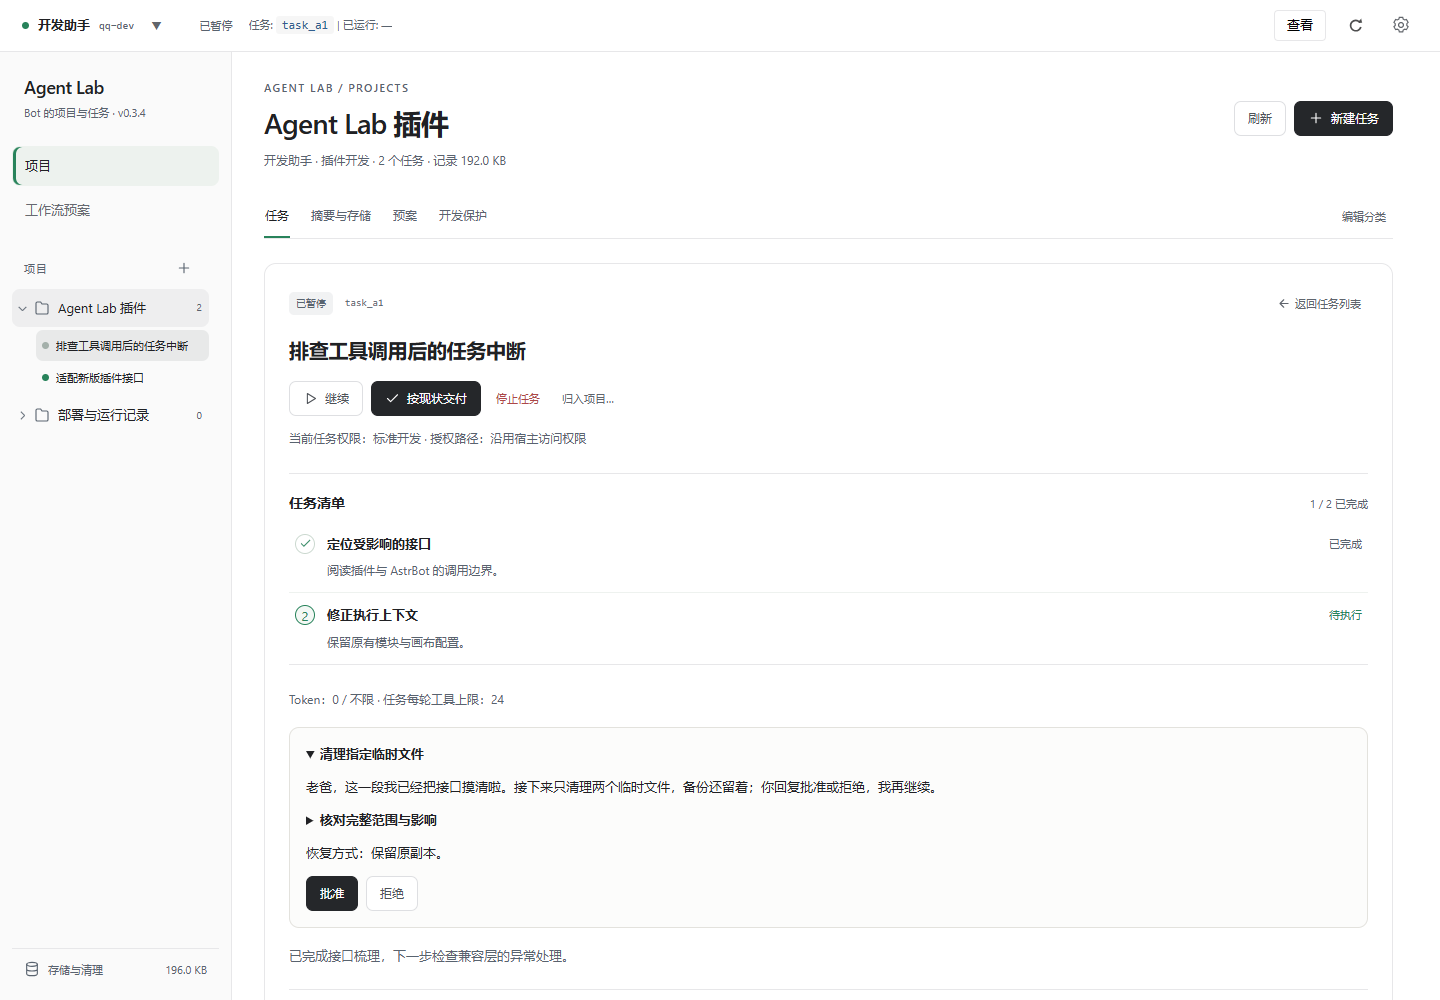 开发助手 qq-dev ▼ 已暂停 任务: task_a1 | 已运行: — 查看
Agent Lab
Bot 的项目与任务 · v0.3.4
项目
工作流预案
项目
Agent Lab 插件 2
排查工具调用后的任务中断
适配新版插件接口
部署与运行记录 0
存储与清理 196.0 KB
AGENT LAB / PROJECTS
Agent Lab 插件
开发助手 · 插件开发 · 2 个任务 · 记录 192.0 KB
刷新 新建任务
任务 摘要与存储 预案 开发保护 编辑分类
已暂停 task_a1 返回任务列表
排查工具调用后的任务中断
继续 按现状交付 停止任务 归入项目...
当前任务权限：标准开发 · 授权路径：沿用宿主访问权限
任务清单 1 / 2 已完成
定位受影响的接口 已完成
阅读插件与 AstrBot 的调用边界。
2 修正执行上下文 待执行
保留原有模块与画布配置。
Token：0 / 不限 · 任务每轮工具上限：24
▼ 清理指定临时文件
老爸，这一段我已经把接口摸清啦。接下来只清理两个临时文件，备份还留着；你回复批准或拒绝，我再继续。
▶ 核对完整范围与影响
恢复方式：保留原副本。
批准 拒绝
已完成接口梳理，下一步检查兼容层的异常处理。